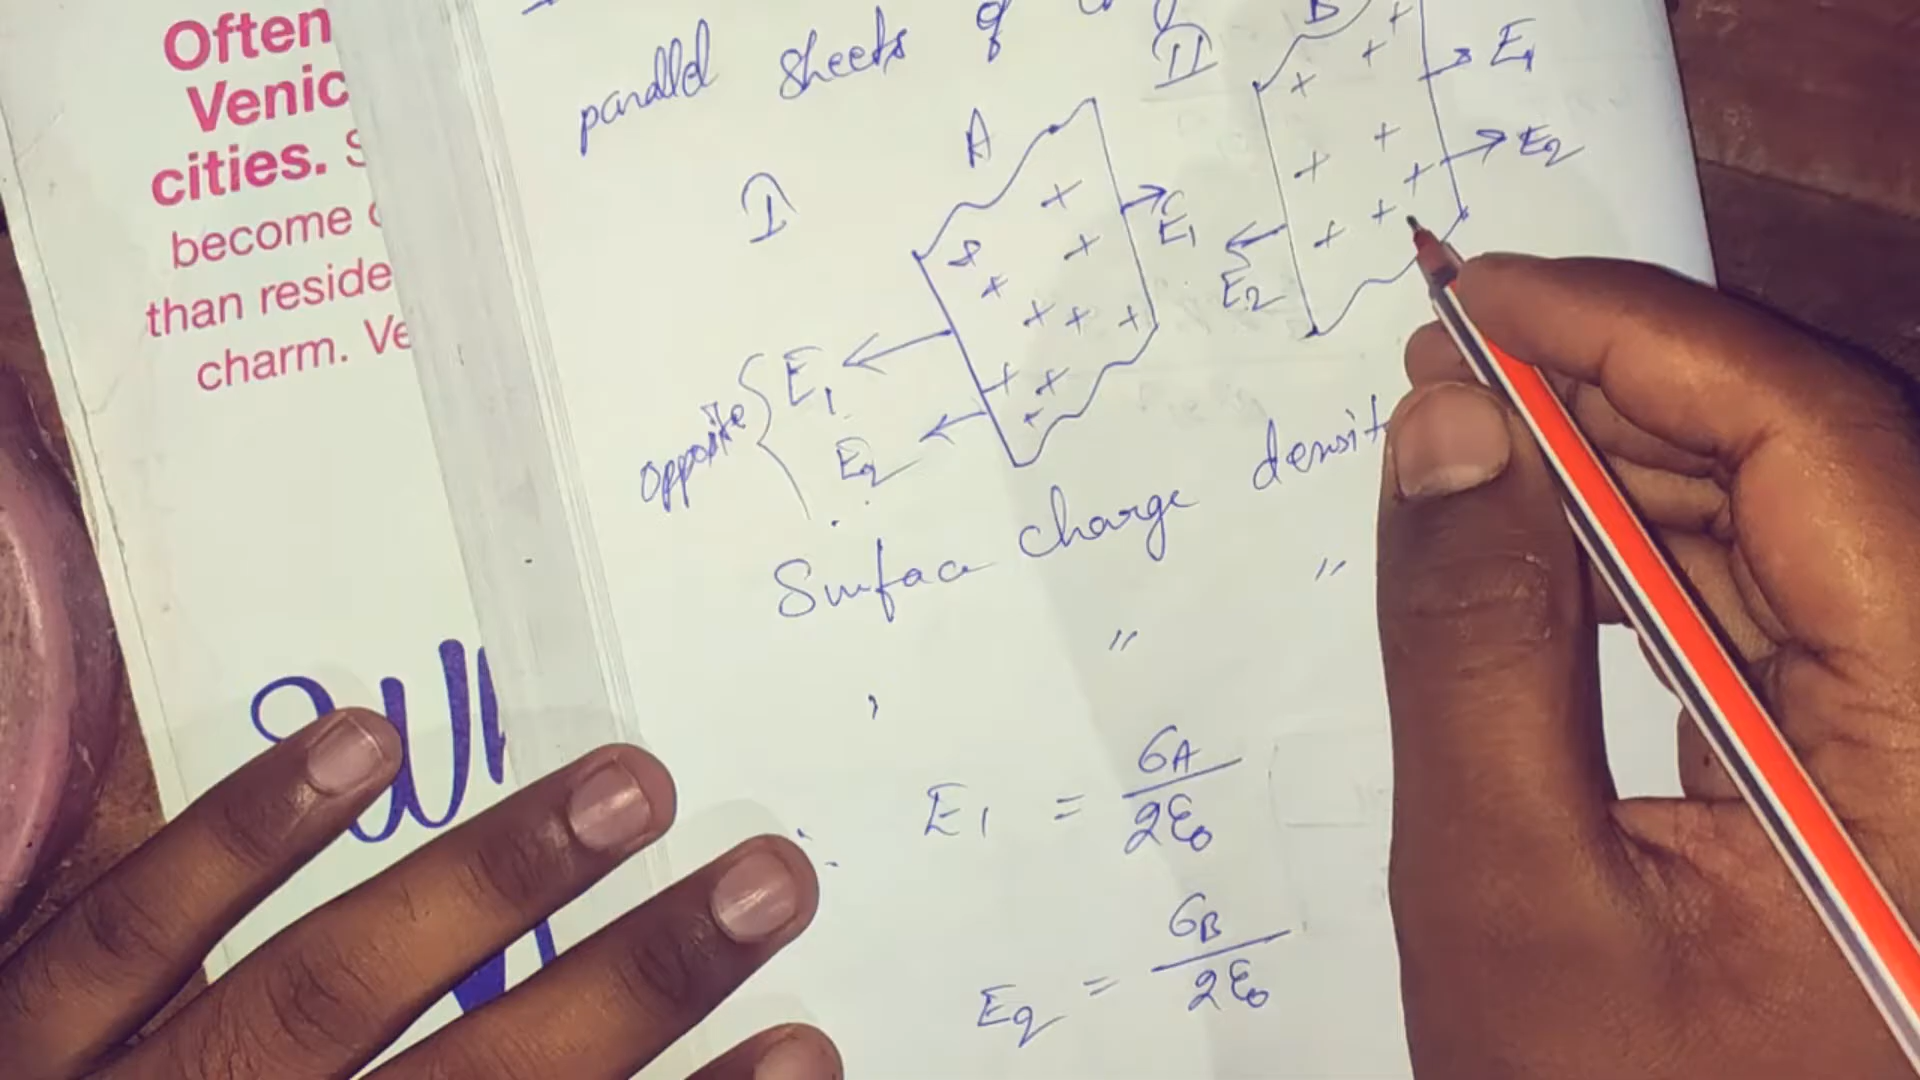 Often
Venic
cities. S
become
than reside
charm. Ve
parallel sheets of
II
B
E1
E2
A
I
E1
E2
opposite
E1
E2
Surface charge densit
"
"
,
∴ E1 = σA / 2ε0
E2 = σB / 2ε0